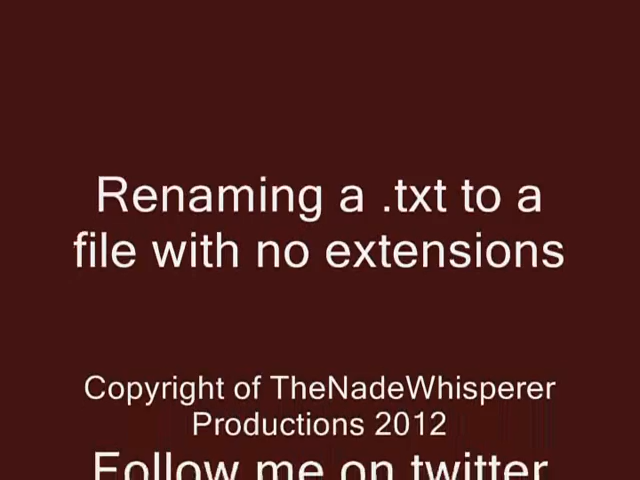 Renaming a .txt to a
file with no extensions
Copyright of TheNadeWhisperer
Productions 2012
Follow me on twitter